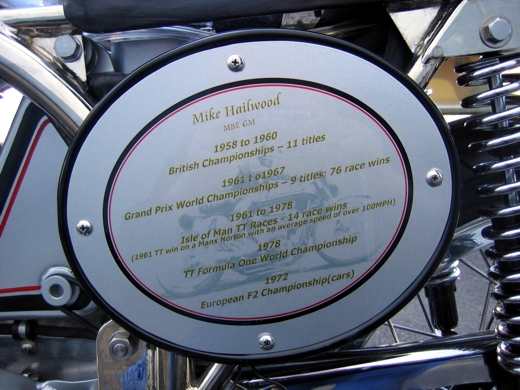 Mike Hailwood
MBE GM
1958 to 1960
British Championships – 11 titles
1961 t o1967
Grand Prix World Championships – 9 titles; 76 race wins
1961 to 1978
Isle of Man TT Races - 14 race wins
(1961 TT win on a Manx Norton with an average speed of over 100MPH)
1978
TT Formula One World Championship
1972
European F2 Championship(cars)